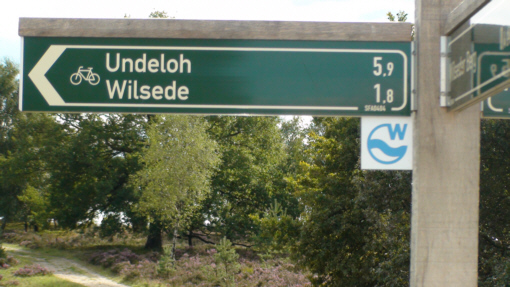 Undeloh 5,9
Wilsede 1,8
W